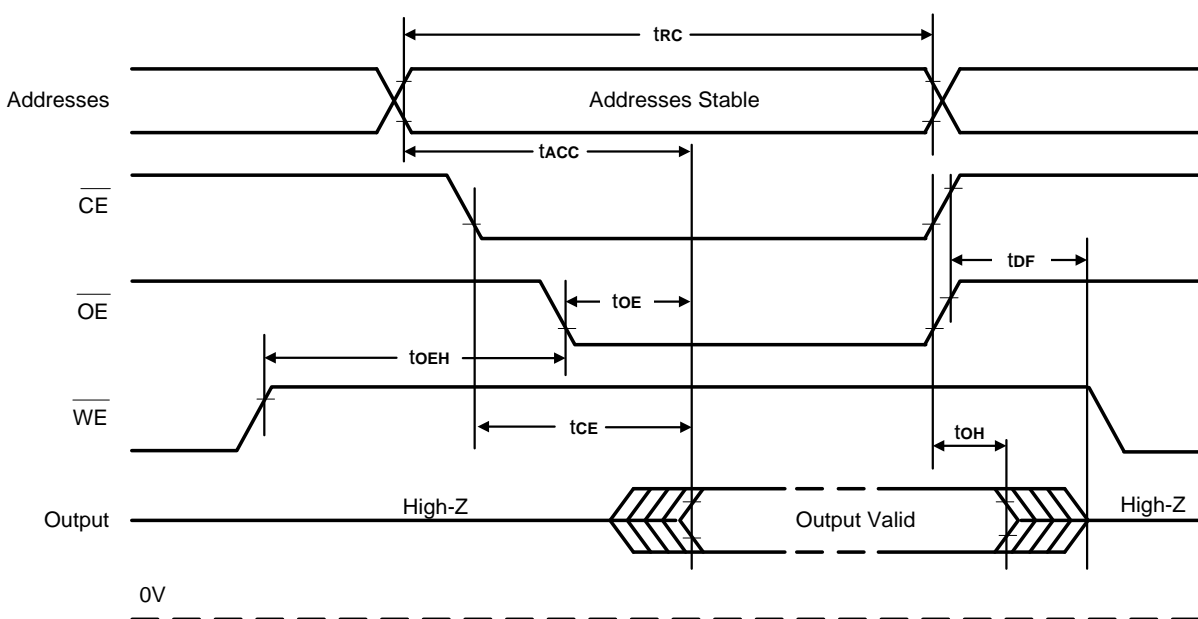 tRC
Addresses
Addresses Stable
tACC
CE
tDF
OE
tOE
tOEH
WE
tCE
tOH
High-Z
High-Z
Output
Output Valid
0V